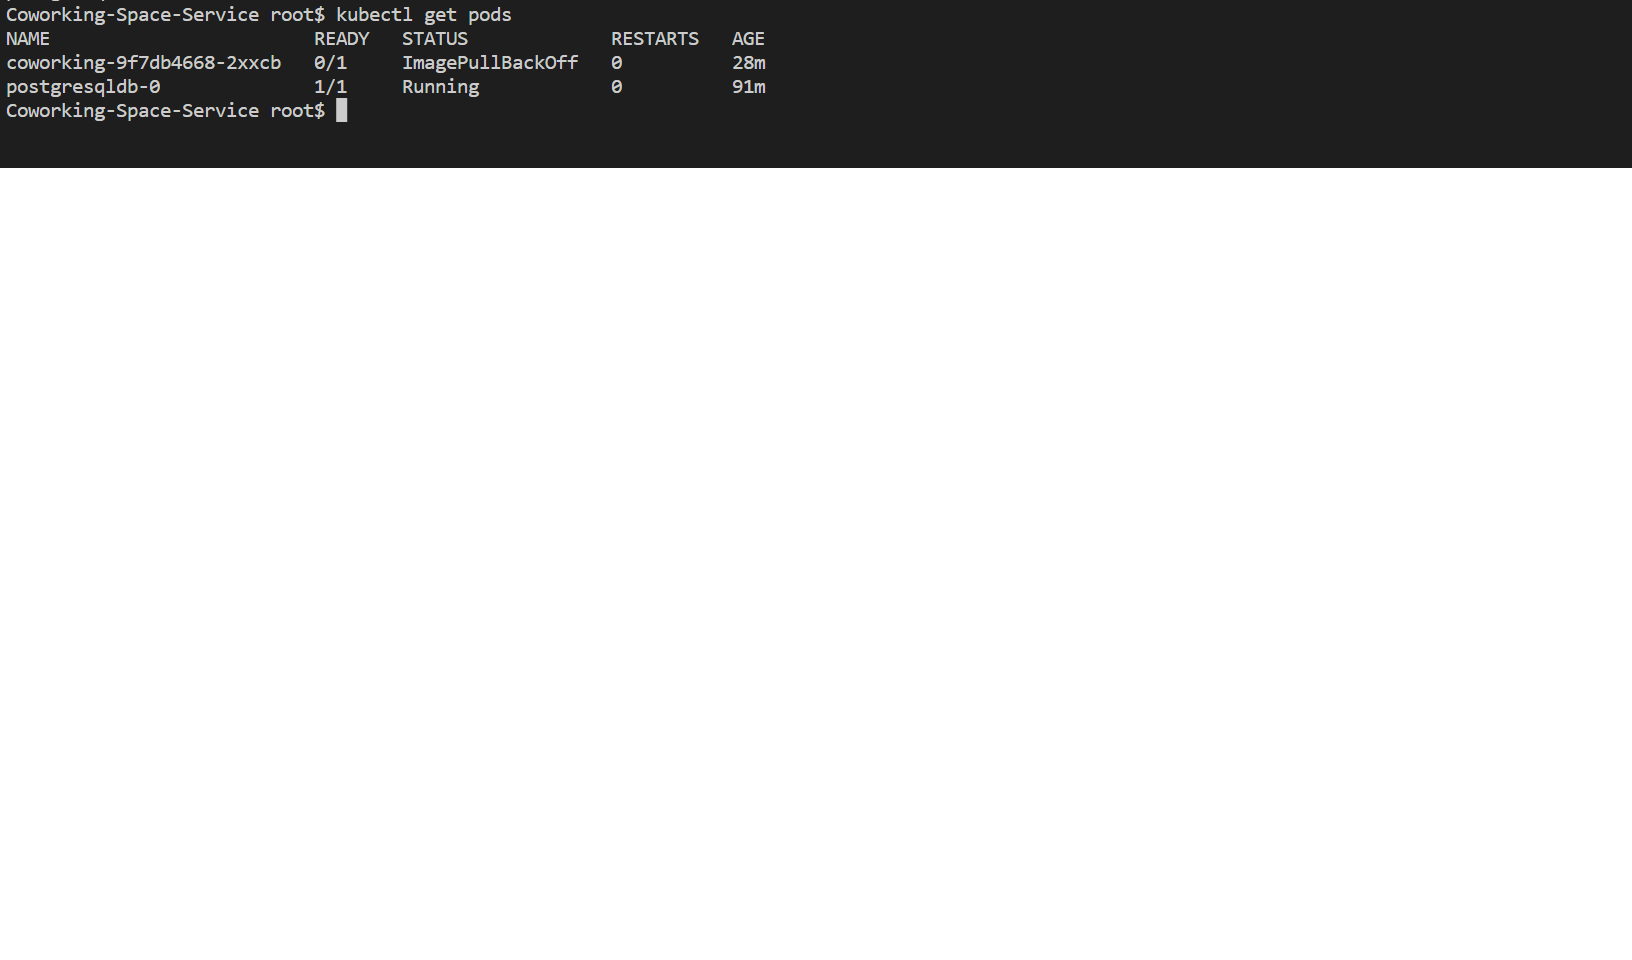 Coworking-Space-Service root$ kubectl get pods
NAME                        READY   STATUS             RESTARTS   AGE
coworking-9f7db4668-2xxcb   0/1     ImagePullBackOff   0          28m
postgresqldb-0              1/1     Running            0          91m
Coworking-Space-Service root$